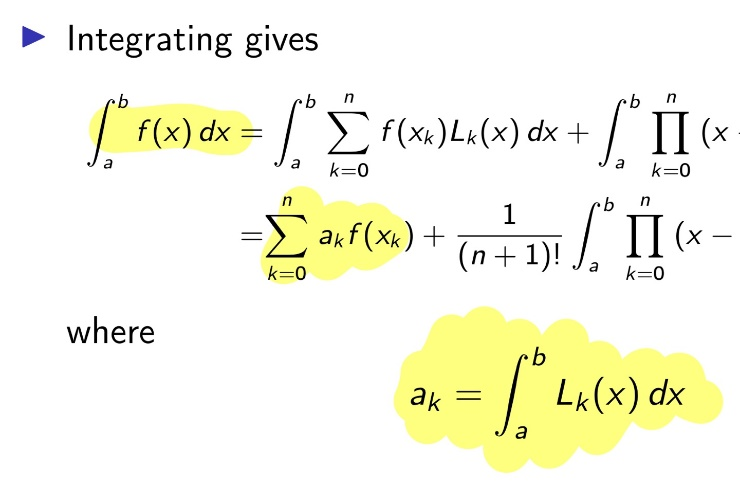 ▶ Integrating gives
∫_a^b f(x) dx = ∫_a^b ∑_{k=0}^n f(x_k)L_k(x) dx + ∫_a^b ∏_{k=0}^n (x
= ∑_{k=0}^n a_k f(x_k) + \frac{1}{(n + 1)!} ∫_a^b ∏_{k=0}^n (x −
where
a_k = ∫_a^b L_k(x) dx